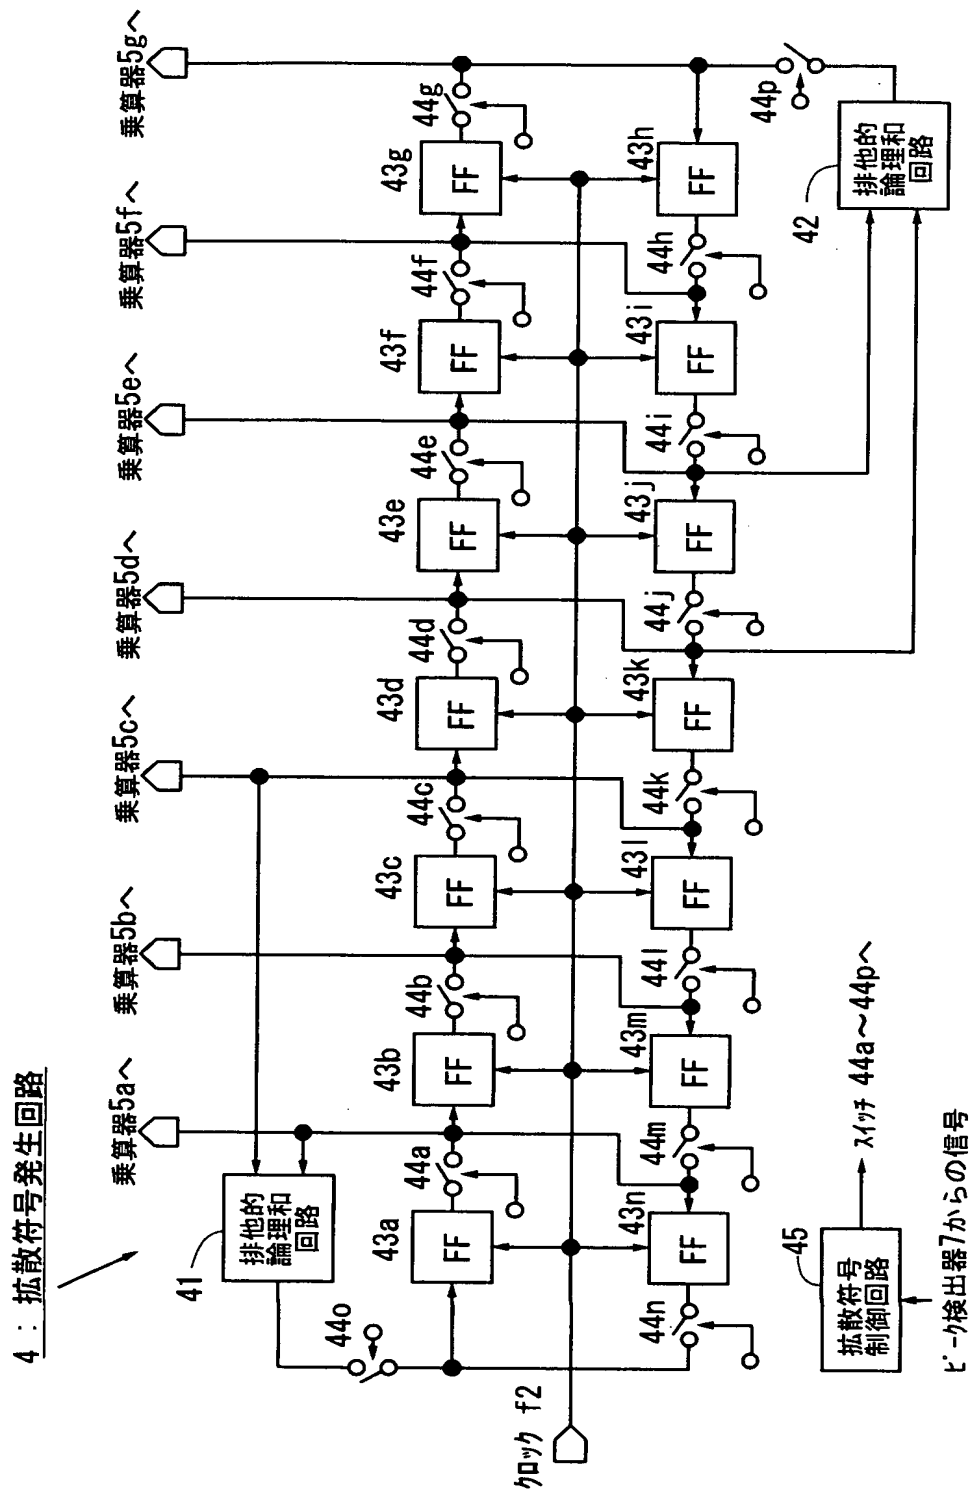 4：拡散符号発生回路
乗算器5aへ
乗算器5bへ
乗算器5cへ
乗算器5dへ
乗算器5eへ
乗算器5fへ
乗算器5gへ
41
排他的
論理和
回路
44o
43a
FF
44a
43b
FF
44b
43c
FF
44c
43d
FF
44d
43e
FF
44e
43f
FF
44f
43g
FF
44g
クロック f2
44n
43n
FF
44m
43m
FF
44l
43l
FF
44k
43k
FF
44j
43j
FF
44i
43i
FF
44h
43h
FF
44p
42
排他的
論理和
回路
45
拡散符号
制御回路
スイッチ 44a～44pへ
ピーク検出器7からの信号